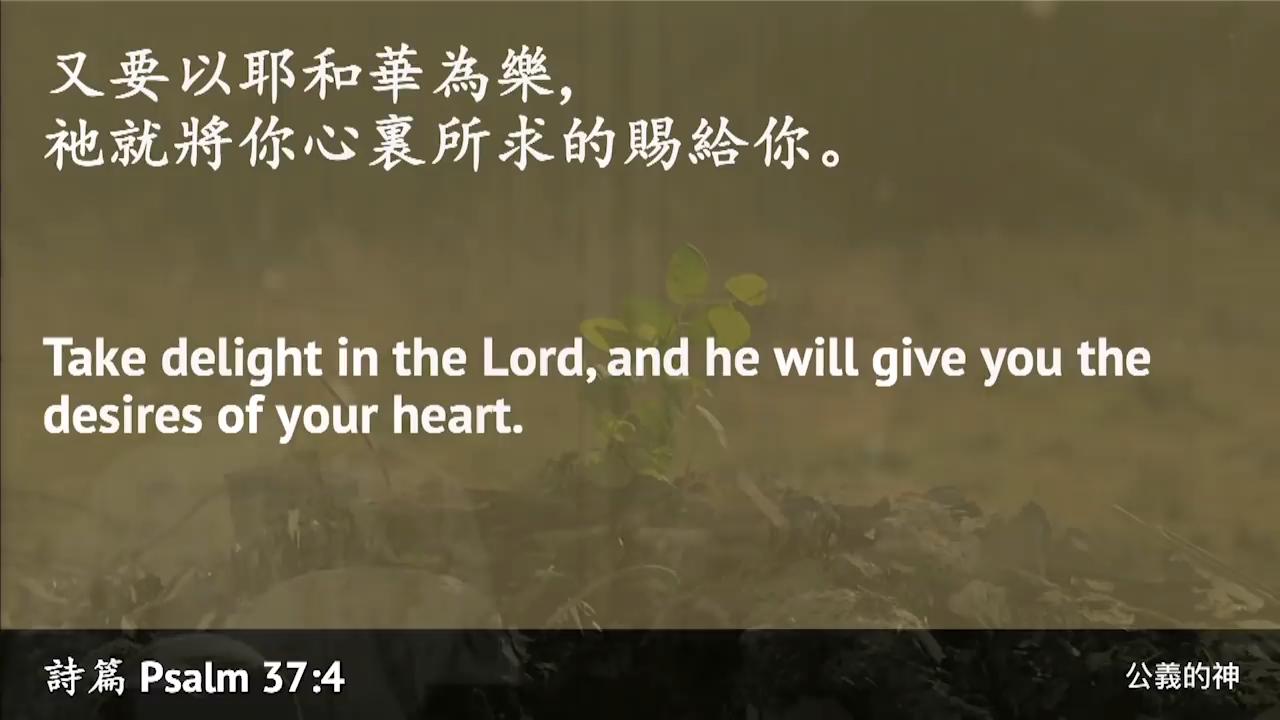 又要以耶和華為樂,
祂就將你心裏所求的賜給你。
Take delight in the Lord, and he will give you the
desires of your heart.
詩篇 Psalm 37:4
公義的神